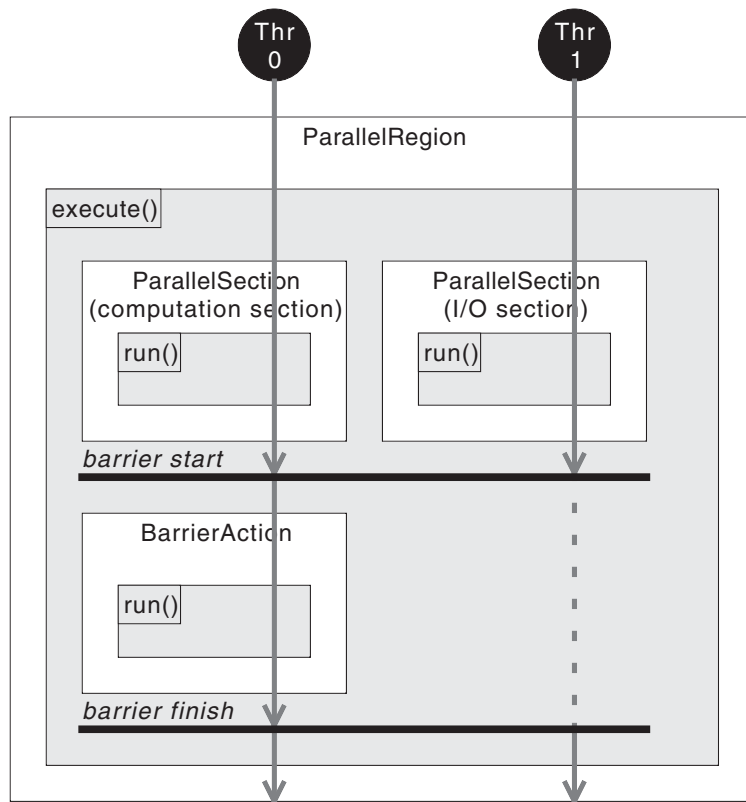 Thr
0
Thr
1
ParallelRegion
execute()
ParallelSection
(computation section)
run()
ParallelSection
(I/O section)
run()
barrier start
BarrierAction
run()
barrier finish